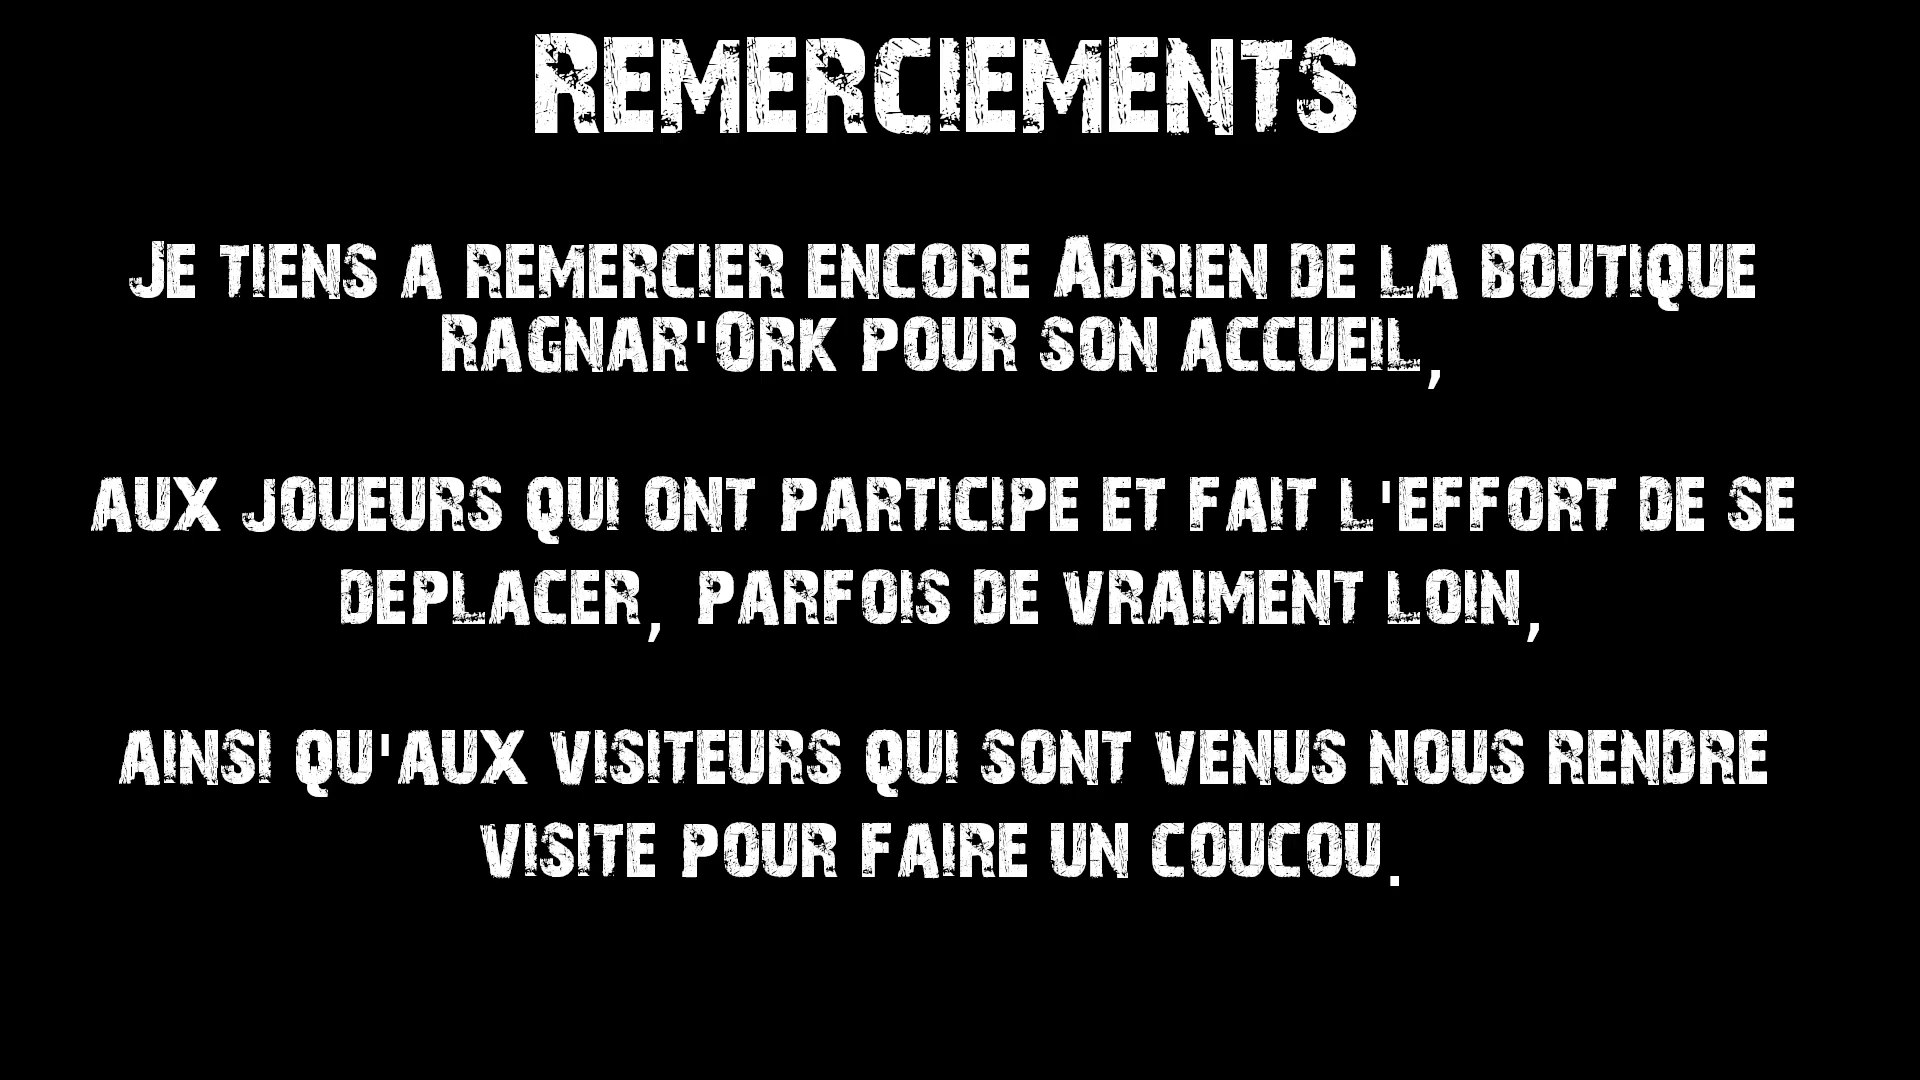 Remerciements
Je tiens a remercier encore Adrien de la boutique
Ragnar'Ork pour son accueil,
aux joueurs qui ont participe et fait l'effort de se
deplacer, parfois de vraiment loin,
ainsi qu'aux visiteurs qui sont venus nous rendre
visite pour faire un coucou.